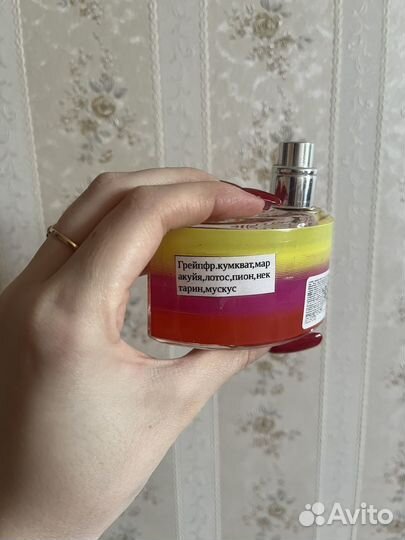 Грейпфр.кумкват,мар
акуйя,лотос,пион,нек
тарин,мускус
Avito